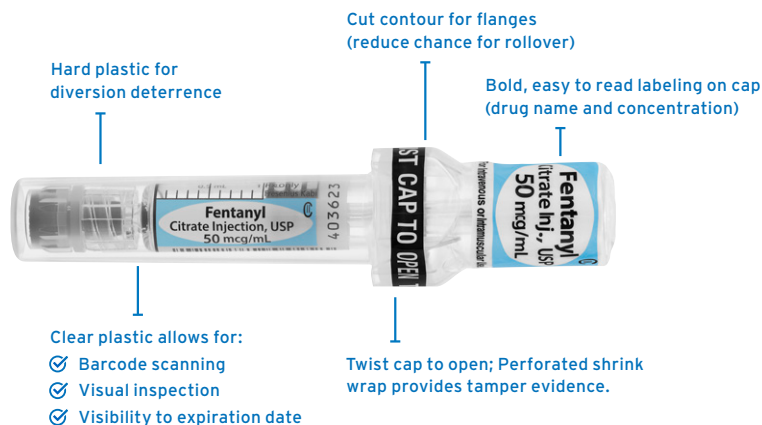 Cut contour for flanges
(reduce chance for rollover)
Hard plastic for
diversion deterrence
Bold, easy to read labeling on cap
(drug name and concentration)
Fentanyl
Citrate Injection, USP
50 mcg/mL
CII
403623
ST CAP TO OPEN T
For intravenous or intramuscular
Fentanyl
Citrate Inj., USP
50 mcg/mL
Clear plastic allows for:
Barcode scanning
Visual inspection
Visibility to expiration date
Twist cap to open; Perforated shrink
wrap provides tamper evidence.